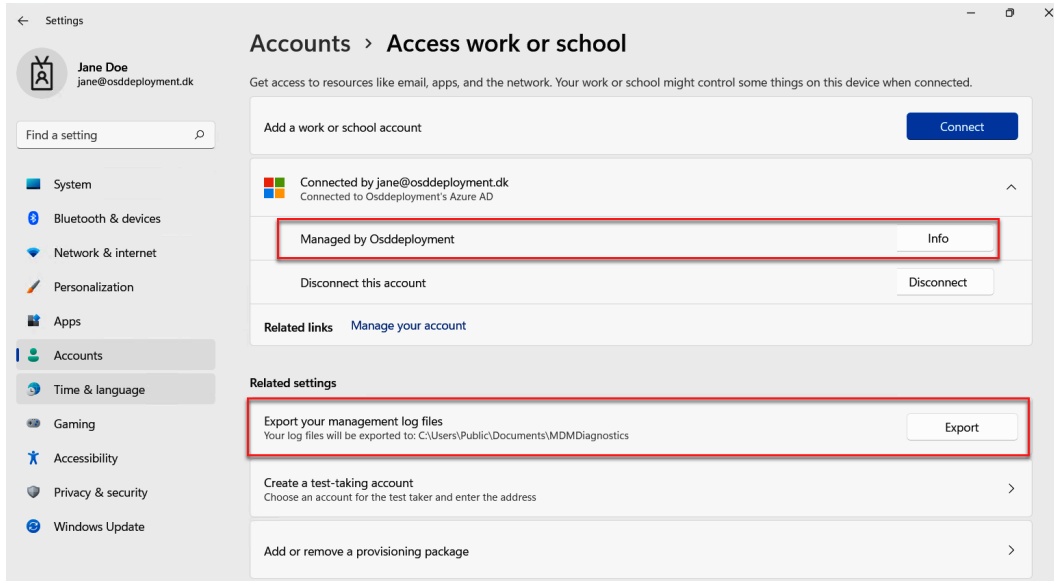 Settings
Jane Doe
jane@osddeployment.dk
Find a setting
System
Bluetooth & devices
Network & internet
Personalization
Apps
Accounts
Time & language
Gaming
Accessibility
Privacy & security
Windows Update
Accounts > Access work or school
Get access to resources like email, apps, and the network. Your work or school might control some things on this device when connected.
Add a work or school account
Connect
Connected by jane@osddeployment.dk
Connected to Osddeployment's Azure AD
Managed by Osddeployment
Info
Disconnect this account
Disconnect
Related links Manage your account
Related settings
Export your management log files
Your log files will be exported to: C:\Users\Public\Documents\MDMDiagnostics
Export
Create a test-taking account
Choose an account for the test taker and enter the address
Add or remove a provisioning package